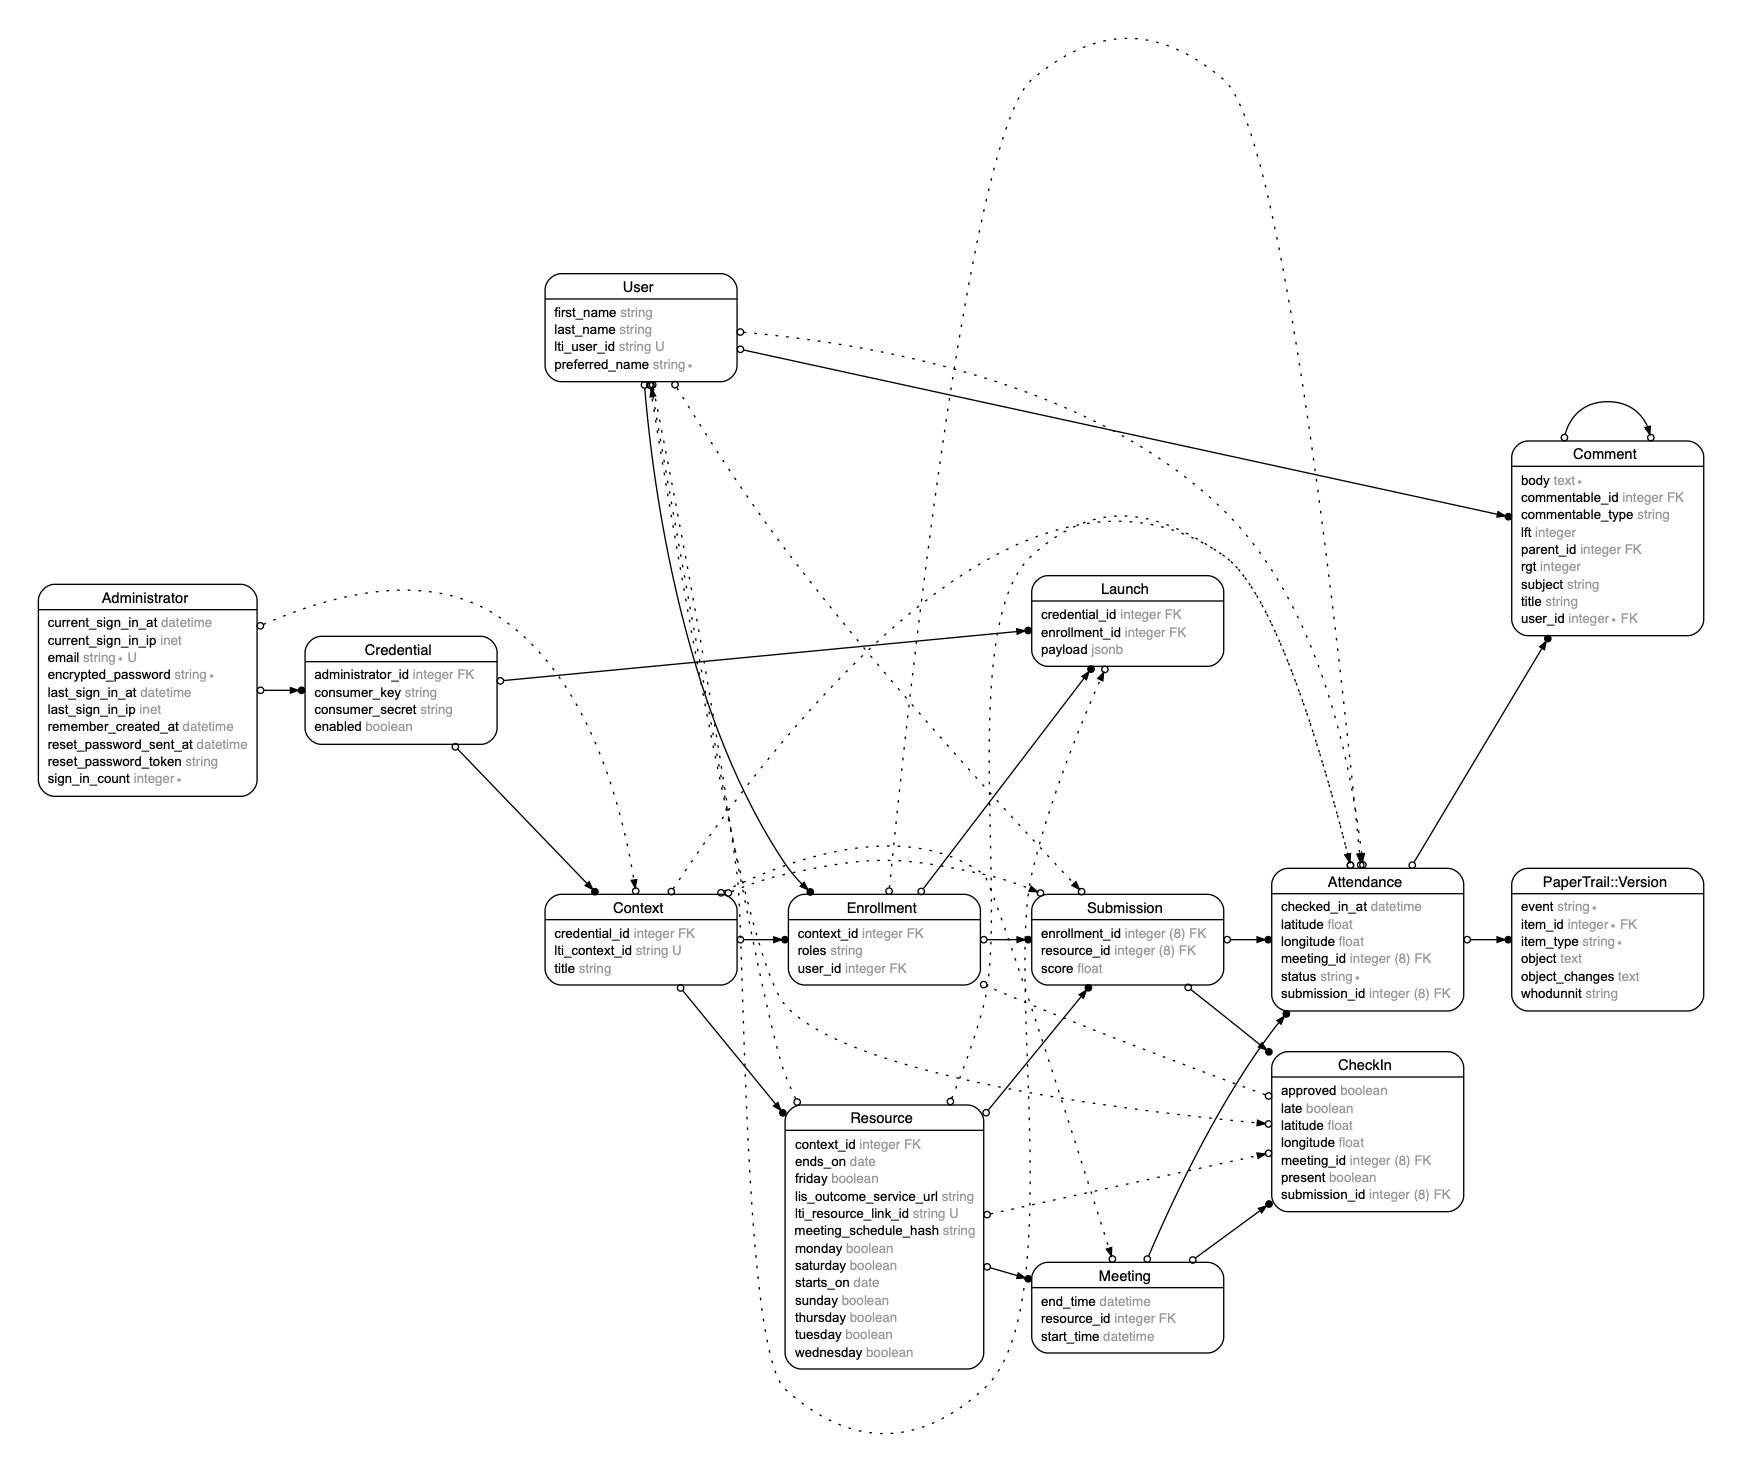 User
first_name string
last_name string
lti_user_id string U
preferred_name string∗
Comment
body text∗
commentable_id integer FK
commentable_type string
lft integer
parent_id integer FK
rgt integer
subject string
title string
user_id integer∗ FK
Launch
credential_id integer FK
enrollment_id integer FK
payload jsonb
Administrator
current_sign_in_at datetime
current_sign_in_ip inet
email string∗ U
encrypted_password string∗
last_sign_in_at datetime
last_sign_in_ip inet
remember_created_at datetime
reset_password_sent_at datetime
reset_password_token string
sign_in_count integer∗
Credential
administrator_id integer FK
consumer_key string
consumer_secret string
enabled boolean
Context
credential_id integer FK
lti_context_id string U
title string
Enrollment
context_id integer FK
roles string
user_id integer FK
Submission
enrollment_id integer (8) FK
resource_id integer (8) FK
score float
Attendance
checked_in_at datetime
latitude float
longitude float
meeting_id integer (8) FK
status string∗
submission_id integer (8) FK
PaperTrail::Version
event string∗
item_id integer∗ FK
item_type string∗
object text
object_changes text
whodunnit string
CheckIn
approved boolean
late boolean
latitude float
longitude float
meeting_id integer (8) FK
present boolean
submission_id integer (8) FK
Resource
context_id integer FK
ends_on date
friday boolean
lis_outcome_service_url string
lti_resource_link_id string U
meeting_schedule_hash string
monday boolean
saturday boolean
starts_on date
sunday boolean
thursday boolean
tuesday boolean
wednesday boolean
Meeting
end_time datetime
resource_id integer FK
start_time datetime